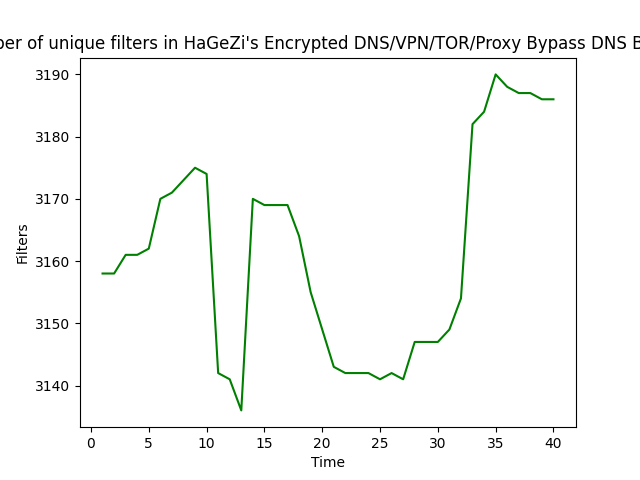 ber of unique filters in HaGeZi's Encrypted DNS/VPN/TOR/Proxy Bypass DNS B
3190
3180
3170
3160
3150
3140
Filters
0 5 10 15 20 25 30 35 40
Time